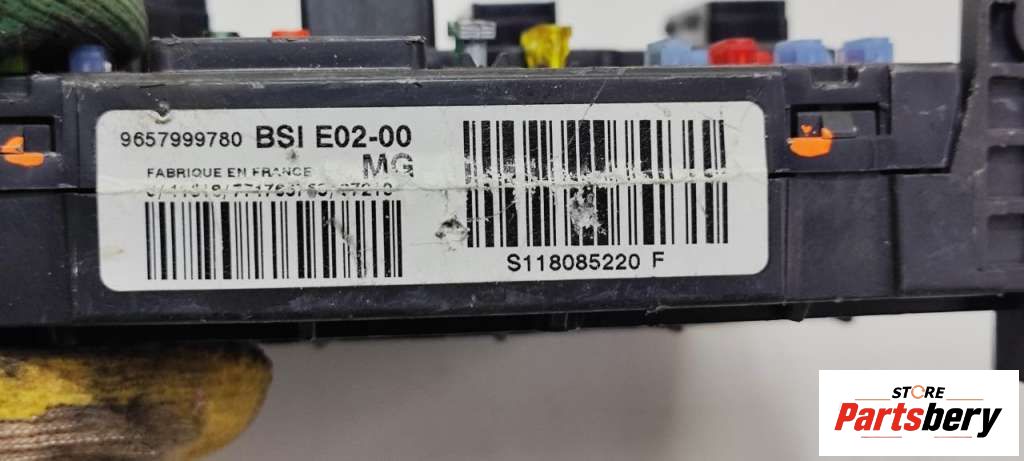 9657999780 BSI E02-00
MG
FABRIQUE EN FRANCE
S118085220 F
STORE
Partsbery